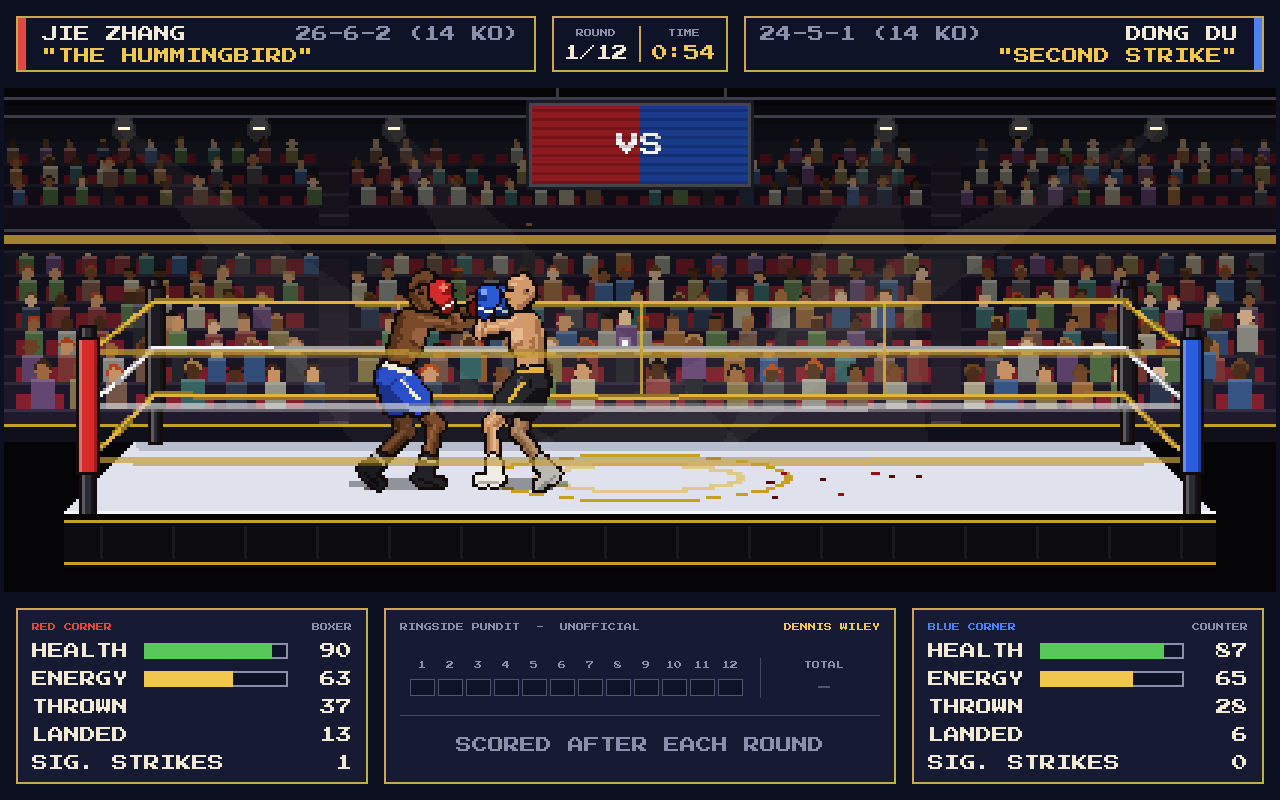 JIE ZHANG 26-6-2 (14 KO)
"THE HUMMINGBIRD"
ROUND TIME
1/12 0:54
24-5-1 (14 KO) DONG DU
"SECOND STRIKE"
VS
RED CORNER BOXER
HEALTH 90
ENERGY 63
THROWN 37
LANDED 13
SIG. STRIKES 1
RINGSIDE PUNDIT - UNOFFICIAL DENNIS WILEY
1 2 3 4 5 6 7 8 9 10 11 12 TOTAL
—
SCORED AFTER EACH ROUND
BLUE CORNER COUNTER
HEALTH 87
ENERGY 65
THROWN 28
LANDED 6
SIG. STRIKES 0